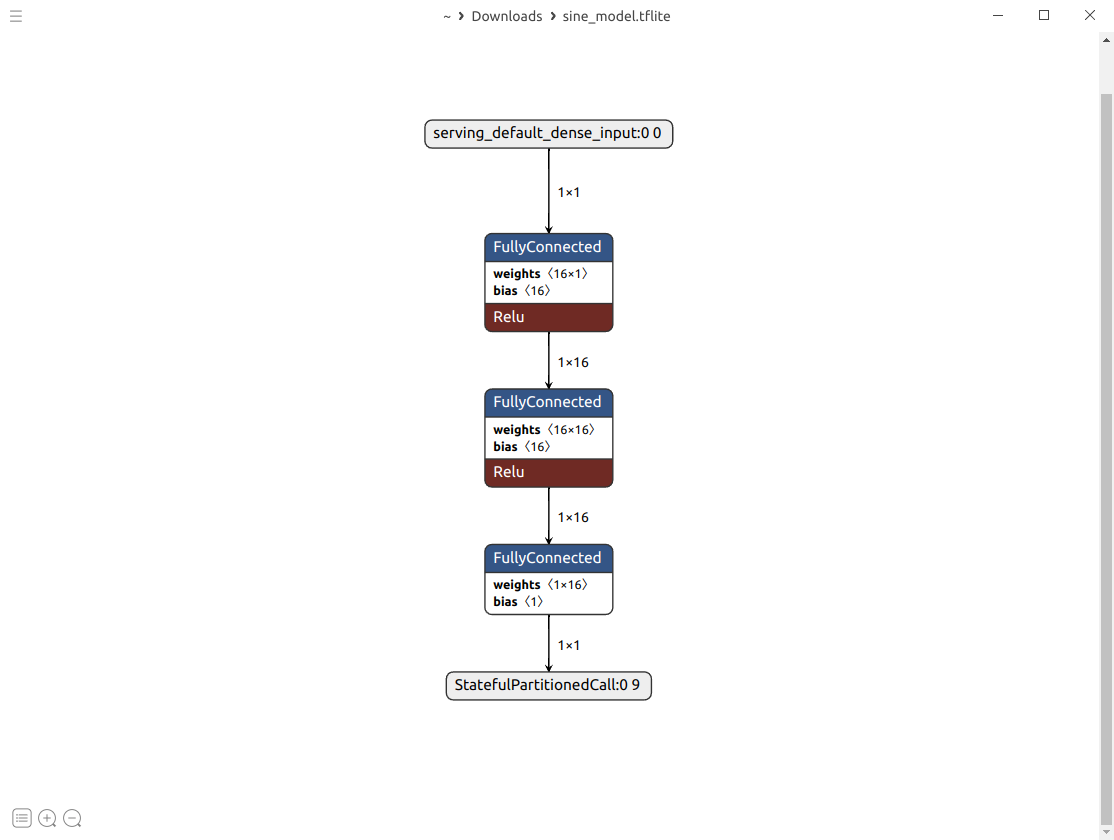 ~ › Downloads › sine_model.tflite
serving_default_dense_input:0 0
1×1
FullyConnected
weights 〈16×1〉
bias 〈16〉
Relu
1×16
FullyConnected
weights 〈16×16〉
bias 〈16〉
Relu
1×16
FullyConnected
weights 〈1×16〉
bias 〈1〉
1×1
StatefulPartitionedCall:0 9